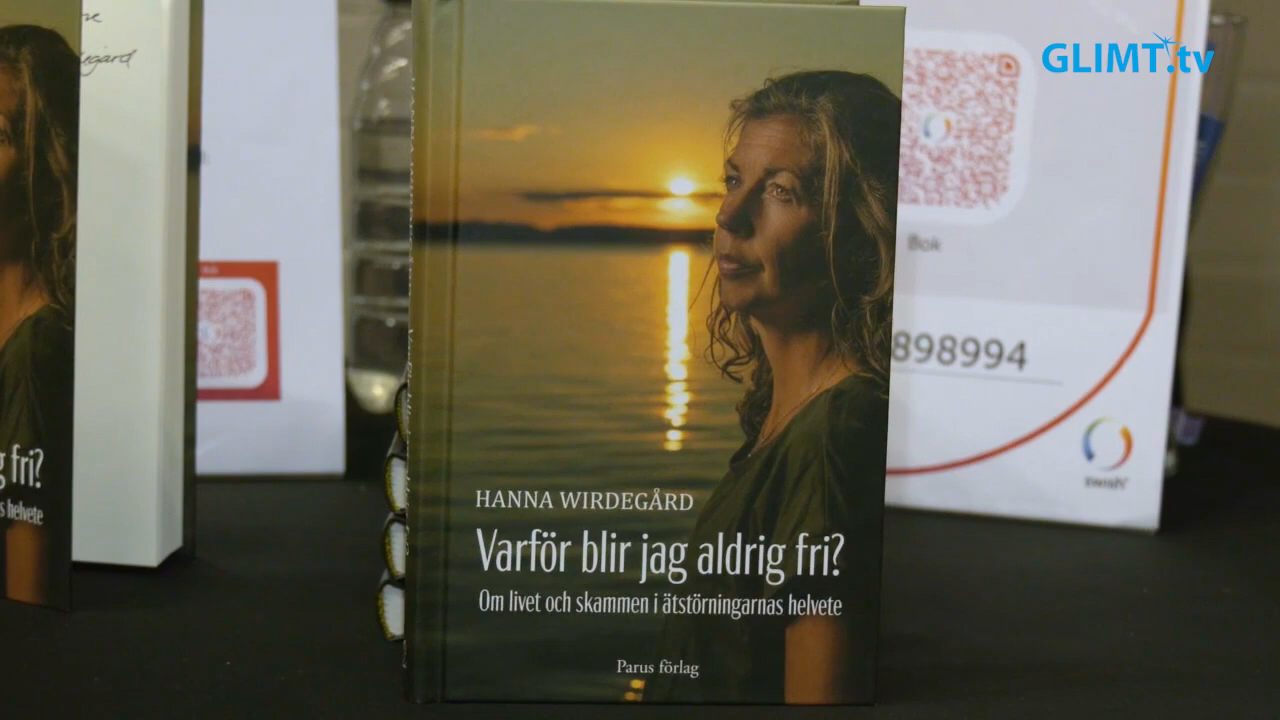 GLIMT.tv
Bok
898994
swish
HANNA WIRDEGÅRD
Varför blir jag aldrig fri?
Om livet och skammen i ätstörningarnas helvete
Parus förlag
fri?
helvete